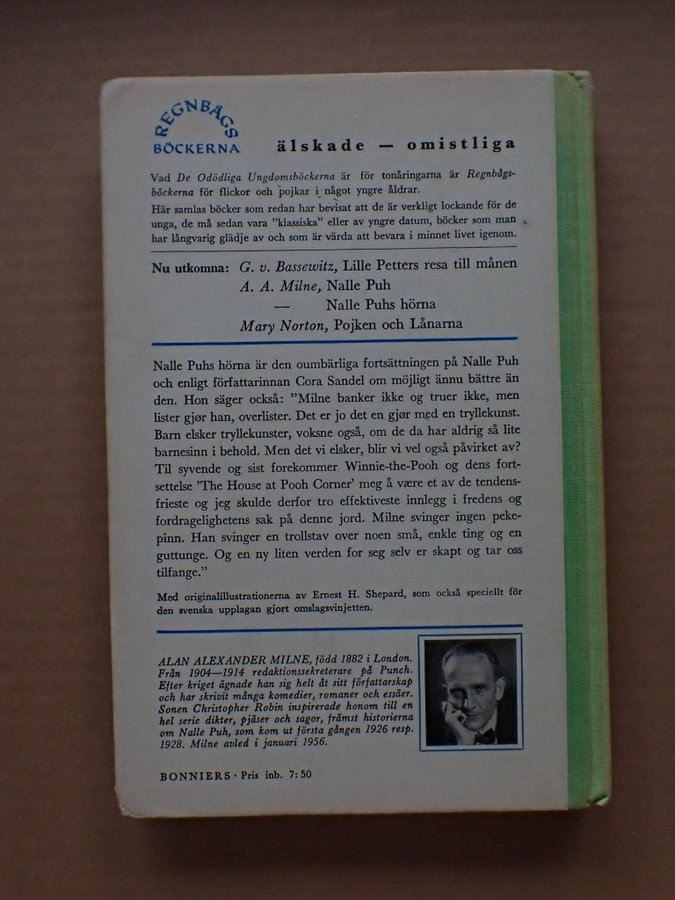 REGNBÅGS
BÖCKERNA
älskade — omistliga
Vad De Odödliga Ungdomsböckerna är för tonåringarna är Regnbågs-
böckerna för flickor och pojkar i något yngre åldrar.
Här samlas böcker som redan har bevisat att de är verkligt lockande för de
unga, de må sedan vara "klassiska" eller av yngre datum, böcker som man
har långvarig glädje av och som är värda att bevara i minnet livet igenom.
Nu utkomna: G. v. Bassewitz, Lille Petters resa till månen
A. A. Milne, Nalle Puh
— Nalle Puhs hörna
Mary Norton, Pojken och Lånarna
Nalle Puhs hörna är den oumbärliga fortsättningen på Nalle Puh
och enligt författarinnan Cora Sandel om möjligt ännu bättre än
den. Hon säger också: "Milne banker ikke og truer ikke, men
lister gjør han, overlister. Det er jo det en gjør med en tryllekunst.
Barn elsker tryllekunster, voksne også, om de da har aldrig så lite
barnesinn i behold. Men det vi elsker, blir vi vel også påvirket av?
Til syvende og sist forekommer Winnie-the-Pooh og dens fort-
settelse 'The House at Pooh Corner' meg å være et av de tendens-
frieste og jeg skulde derfor tro effektiveste innlegg i fredens og
fordragelighetens sak på denne jord. Milne svinger ingen peke-
pinn. Han svinger en trollstav over noen små, enkle ting og en
guttunge. Og en ny liten verden for seg selv er skapt og tar oss
tilfange."
Med originalillustrationerna av Ernest H. Shepard, som också speciellt för
den svenska upplagan gjort omslagsvinjetten.
ALAN ALEXANDER MILNE, född 1882 i London.
Från 1904—1914 redaktionssekreterare på Punch.
Efter kriget ägnade han sig helt åt sitt författarskap
och har skrivit många komedier, romaner och essäer.
Sonen Christopher Robin inspirerade honom till en
hel serie dikter, pjäser och sagor, främst historierna
om Nalle Puh, som kom ut första gången 1926 resp.
1928. Milne avled i januari 1956.
BONNIERS · Pris inb. 7:50